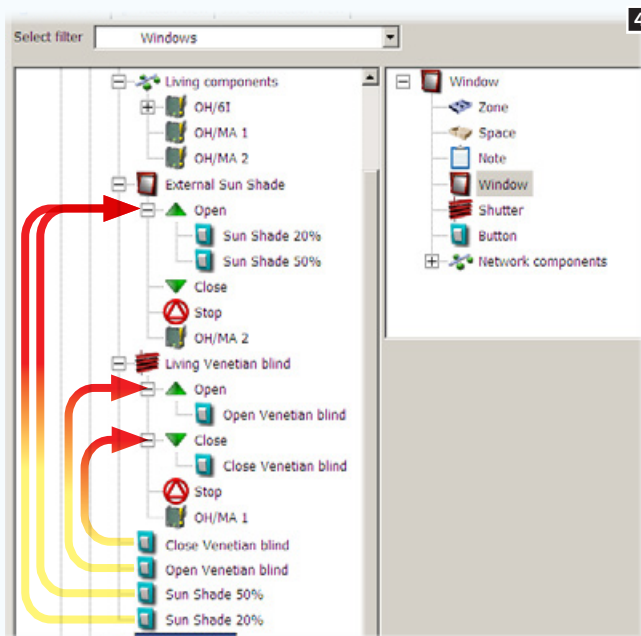 4
Select filter Windows
Living components
OH/6I
OH/MA 1
OH/MA 2
External Sun Shade
Open
Sun Shade 20%
Sun Shade 50%
Close
Stop
OH/MA 2
Living Venetian blind
Open
Open Venetian blind
Close
Close Venetian blind
Stop
OH/MA 1
Close Venetian blind
Open Venetian blind
Sun Shade 50%
Sun Shade 20%
Window
Zone
Space
Note
Window
Shutter
Button
Network components